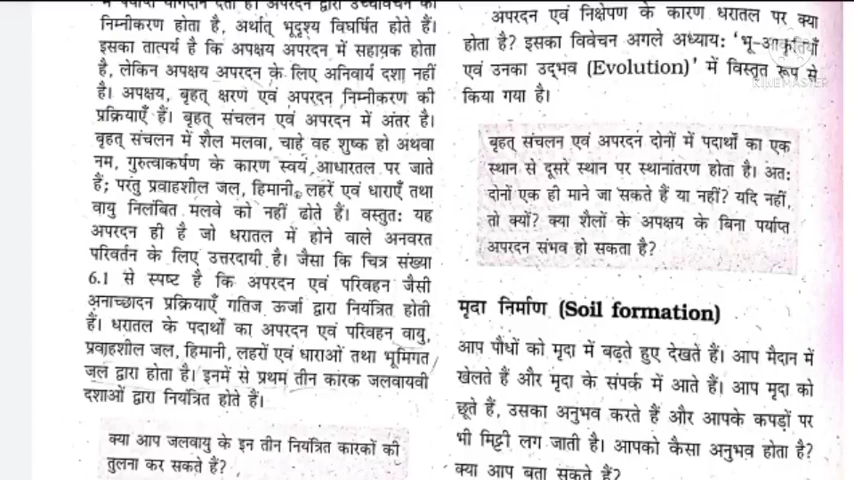 में पर्याप्त योगदान देता है। अपरदन द्वारा उच्चावचन का
निम्नीकरण होता है, अर्थात् भूदृश्य विघर्षित होते हैं।
इसका तात्पर्य है कि अपक्षय अपरदन में सहायक होता
है, लेकिन अपक्षय अपरदन के लिए अनिवार्य दशा नहीं
है। अपक्षय, बृहत् क्षरण एवं अपरदन निम्नीकरण की
प्रक्रियाएँ हैं। बृहत् संचलन एवं अपरदन में अंतर है।
बृहत् संचलन में शैल मलवा, चाहे वह शुष्क हो अथवा
नम, गुरुत्वाकर्षण के कारण स्वयं आधारतल पर जाते
हैं; परंतु प्रवाहशील जल, हिमानी, लहरें एवं धाराएँ तथा
वायु निलंबित मलवे को नहीं ढोते हैं। वस्तुतः यह
अपरदन ही है जो धरातल में होने वाले अनवरत
परिवर्तन के लिए उत्तरदायी है। जैसा कि चित्र संख्या
6.1 से स्पष्ट है कि अपरदन एवं परिवहन जैसी
अनाच्छादन प्रक्रियाएँ गतिज ऊर्जा द्वारा नियंत्रित होती
हैं। धरातल के पदार्थों का अपरदन एवं परिवहन वायु,
प्रवाहशील जल, हिमानी, लहरों एवं धाराओं तथा भूमिगत
जल द्वारा होता है। इनमें से प्रथम तीन कारक जलवायवी
दशाओं द्वारा नियंत्रित होते हैं।
क्या आप जलवायु के इन तीन नियंत्रित कारकों की
तुलना कर सकते हैं?
अपरदन एवं निक्षेपण के कारण धरातल पर क्या
होता है? इसका विवेचन अगले अध्याय: 'भू-आकृतियाँ
एवं उनका उद्भव (Evolution)' में विस्तृत रूप से
किया गया है।
KINEMASTER
बृहत् संचलन एवं अपरदन दोनों में पदार्थों का एक
स्थान से दूसरे स्थान पर स्थानांतरण होता है। अतः
दोनों एक ही माने जा सकते हैं या नहीं? यदि नहीं,
तो क्यों? क्या शैलों के अपक्षय के बिना पर्याप्त
अपरदन संभव हो सकता है?
मृदा निर्माण (Soil formation)
आप पौधों को मृदा में बढ़ते हुए देखते हैं। आप मैदान में
खेलते हैं और मृदा के संपर्क में आते हैं। आप मृदा को
छूते हैं, उसका अनुभव करते हैं और आपके कपड़ों पर
भी मिट्टी लग जाती है। आपको कैसा अनुभव होता है?
क्या आप बता सकते हैं?